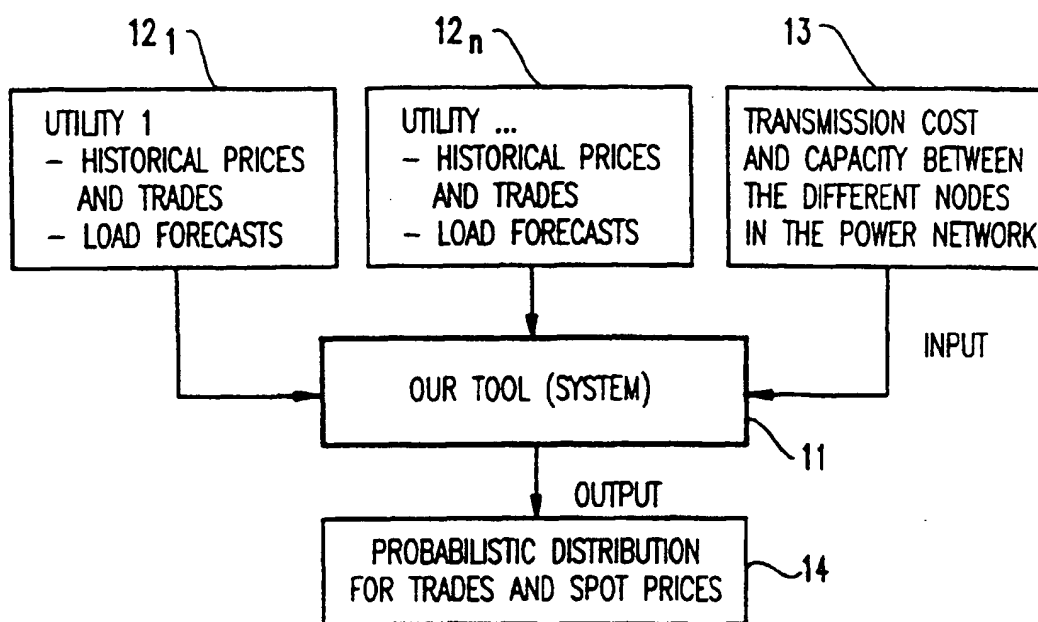 12 1
12 n
13
UTILITY 1
– HISTORICAL PRICES
AND TRADES
– LOAD FORECASTS
UTILITY ...
– HISTORICAL PRICES
AND TRADES
– LOAD FORECASTS
TRANSMISSION COST
AND CAPACITY BETWEEN
THE DIFFERENT NODES
IN THE POWER NETWORK
INPUT
OUR TOOL (SYSTEM)
11
OUTPUT
PROBABILISTIC DISTRIBUTION
FOR TRADES AND SPOT PRICES
14